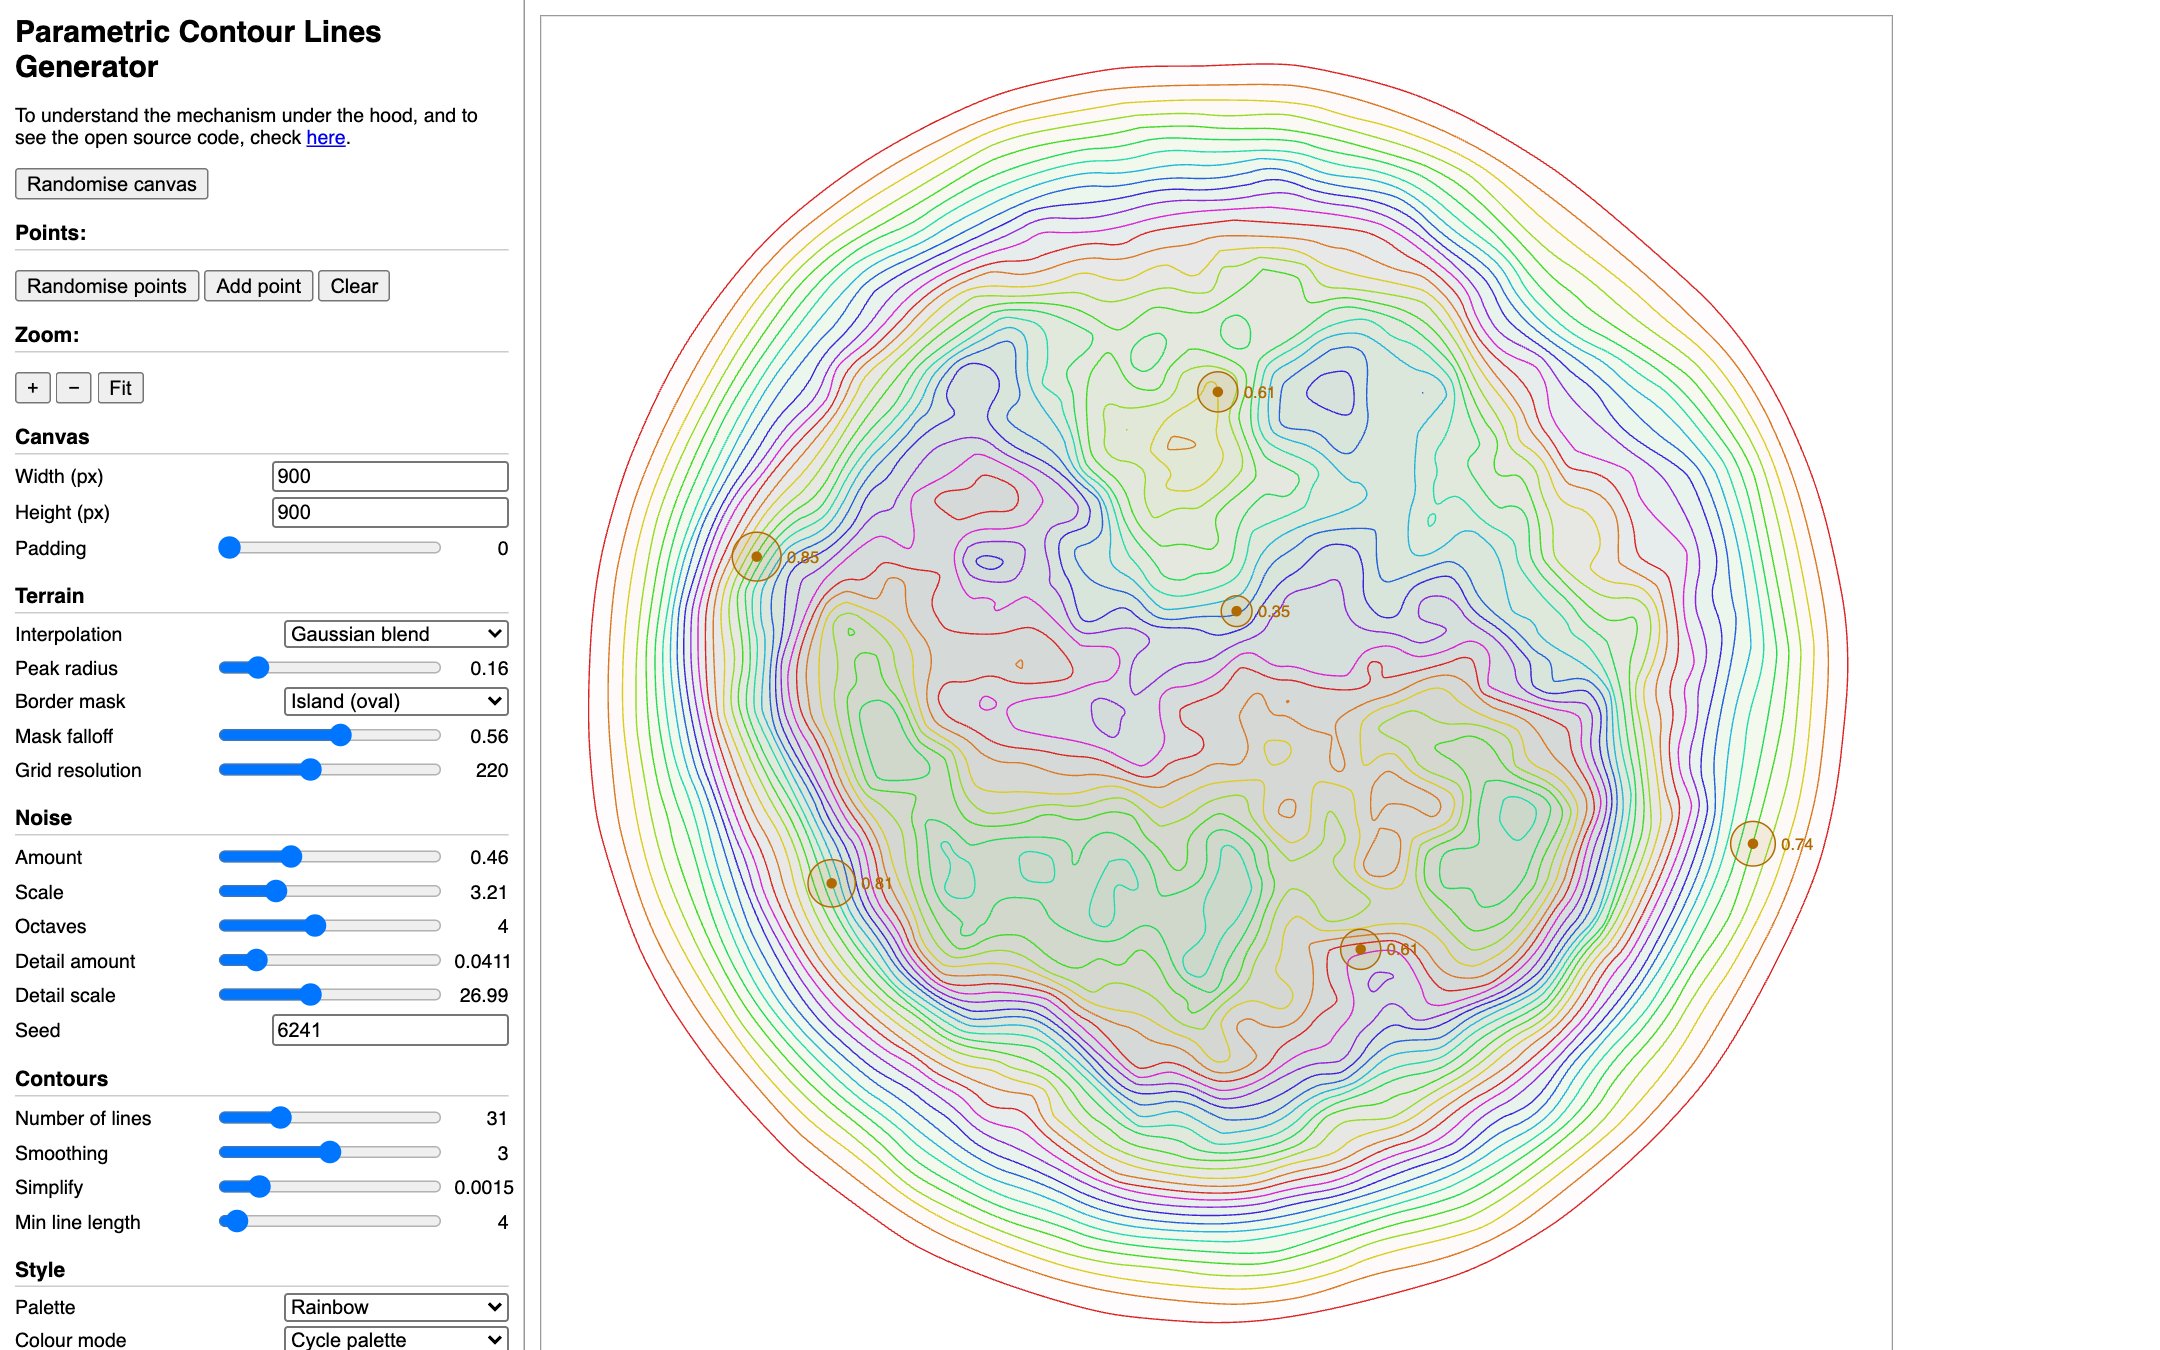 Parametric Contour Lines
Generator
To understand the mechanism under the hood, and to
see the open source code, check here.
Randomise canvas
Points:
Randomise points Add point Clear
Zoom:
+ − Fit
Canvas
Width (px) 900
Height (px) 900
Padding 0
Terrain
Interpolation Gaussian blend
Peak radius 0.16
Border mask Island (oval)
Mask falloff 0.56
Grid resolution 220
Noise
Amount 0.46
Scale 3.21
Octaves 4
Detail amount 0.0411
Detail scale 26.99
Seed 6241
Contours
Number of lines 31
Smoothing 3
Simplify 0.0015
Min line length 4
Style
Palette Rainbow
Colour mode Cycle palette
0.61
0.85
0.35
0.74
0.81
0.61